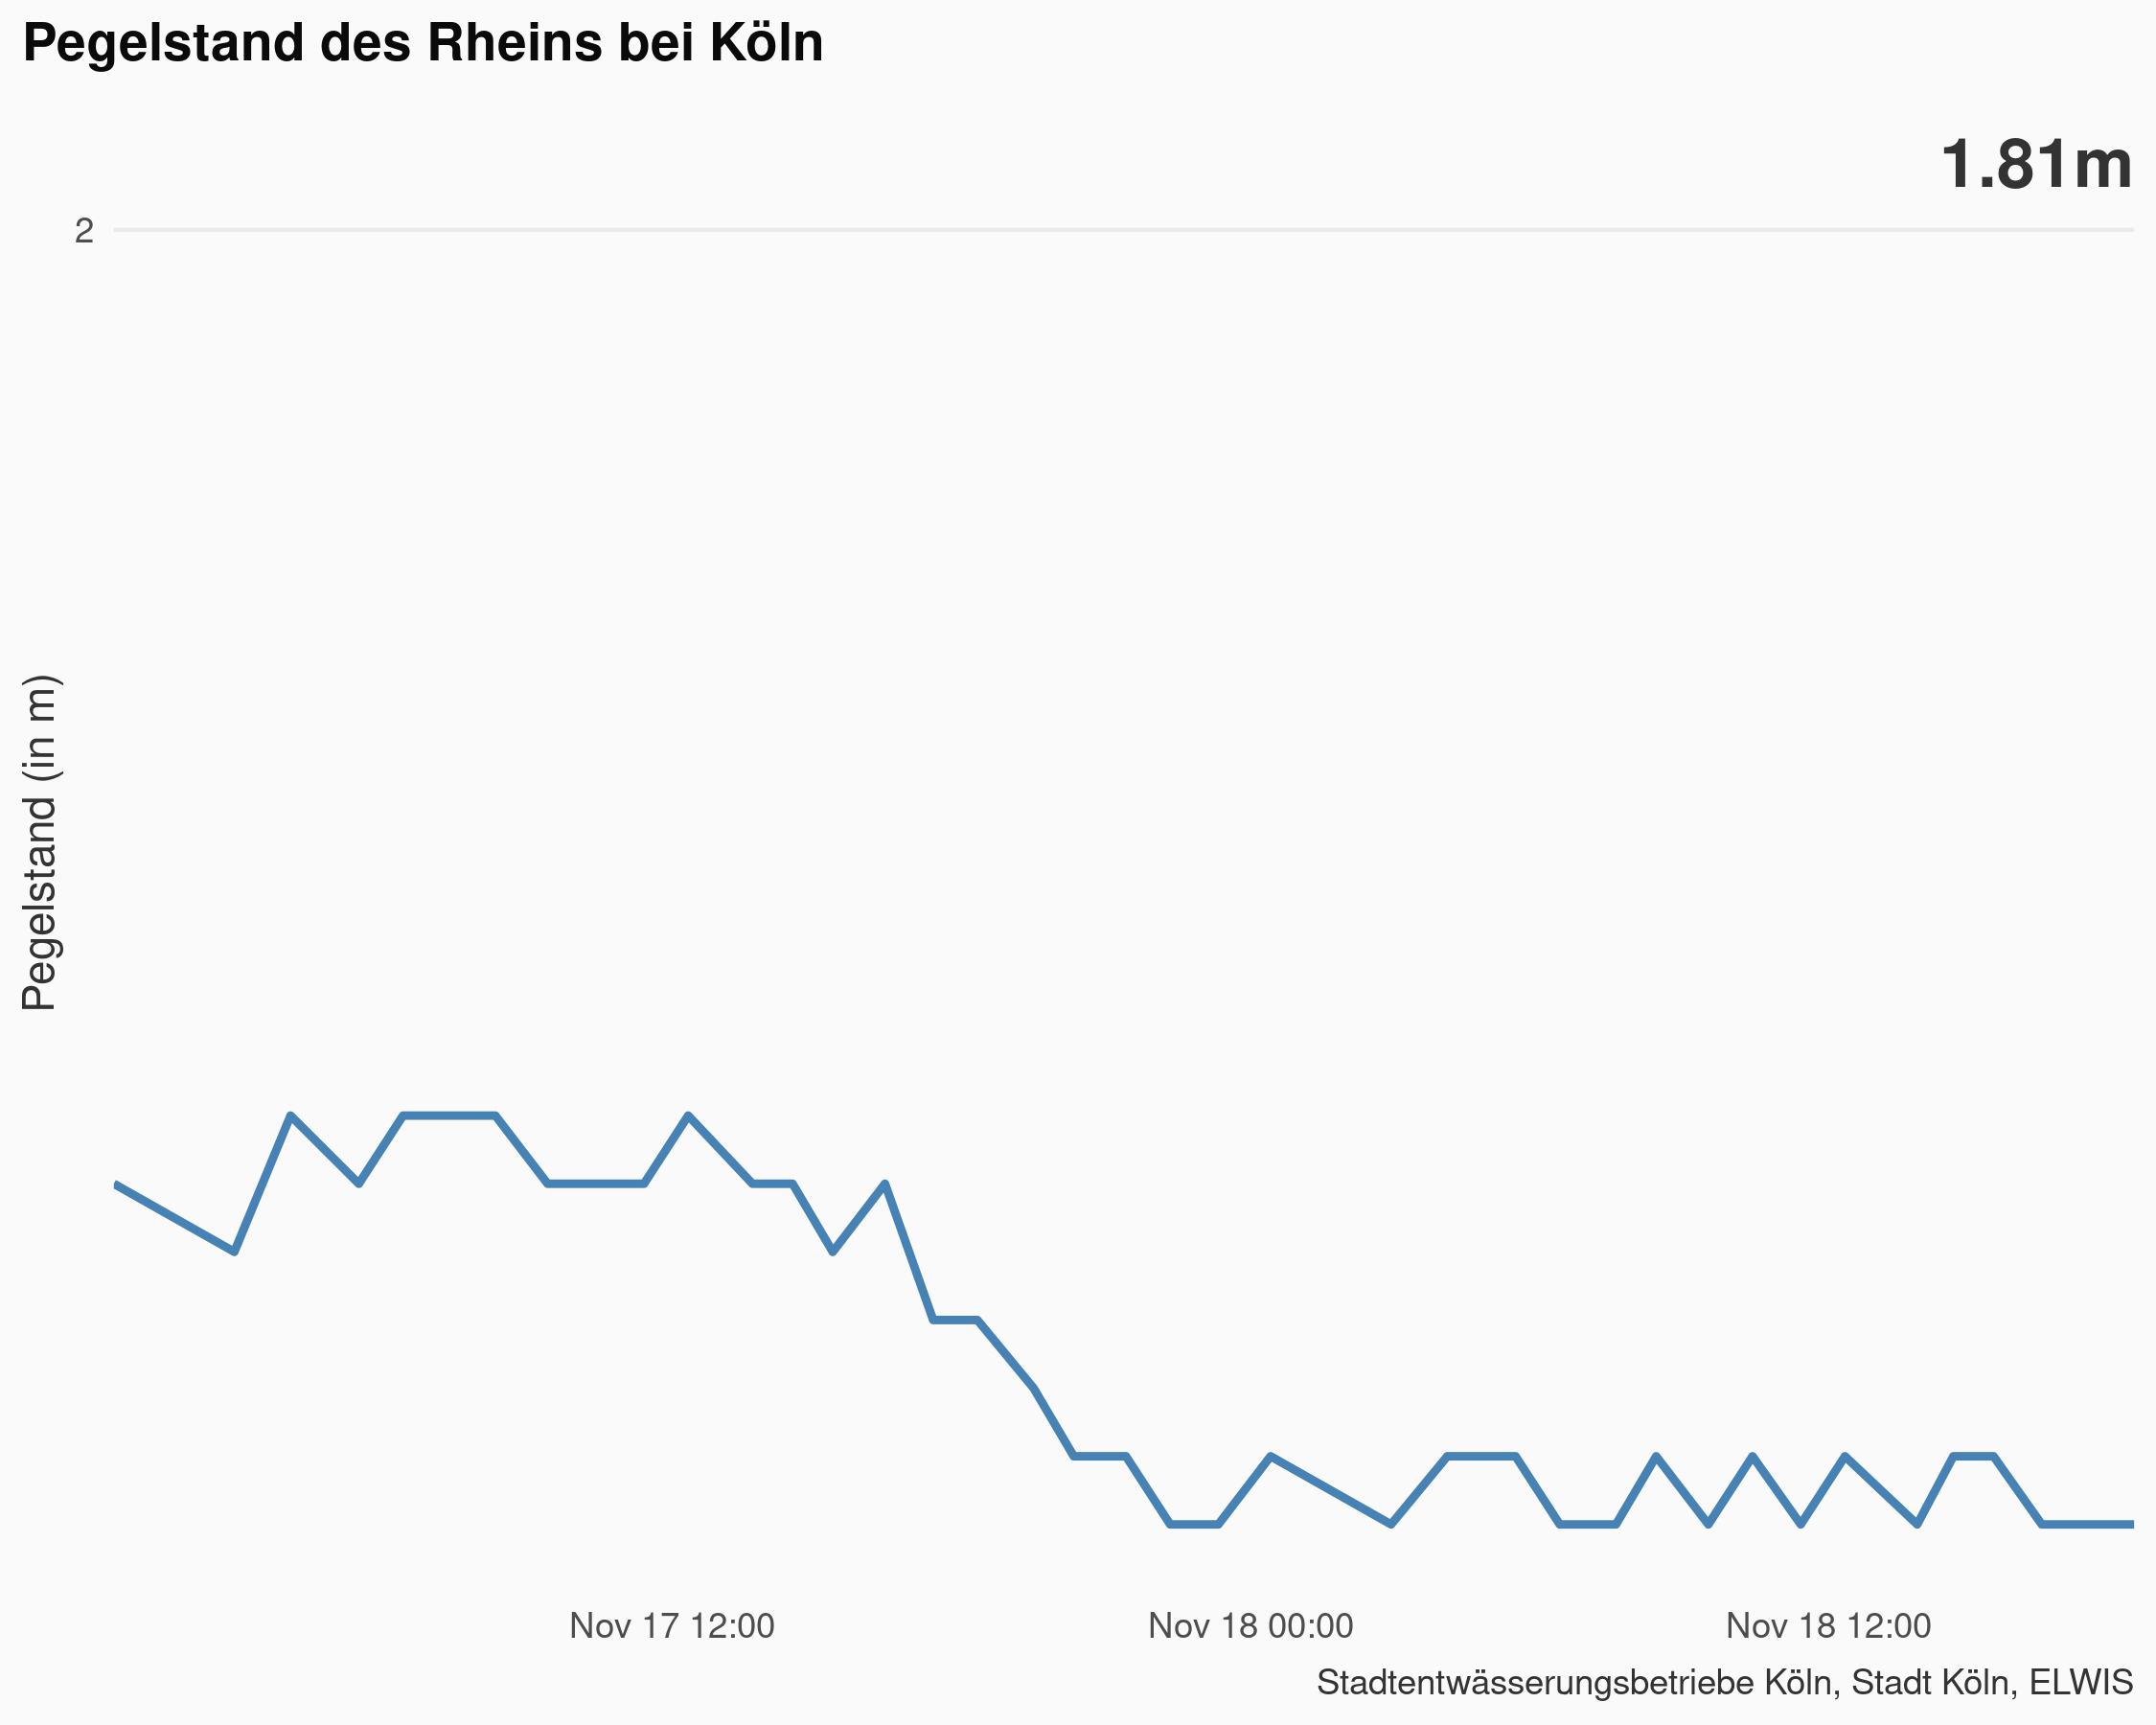 Pegelstand des Rheins bei Köln
1.81m
2
Pegelstand (in m)
Nov 17 12:00
Nov 18 00:00
Nov 18 12:00
Stadtentwässerungsbetriebe Köln, Stadt Köln, ELWIS